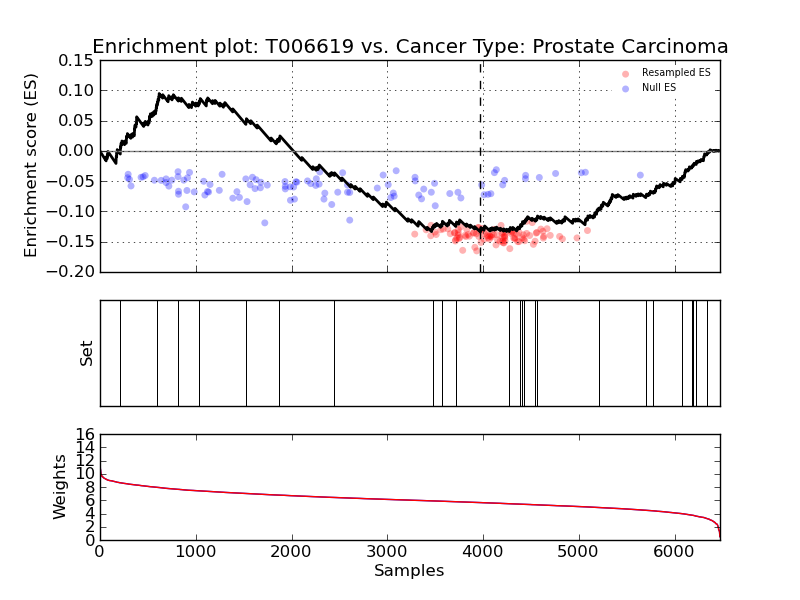 Enrichment plot: T006619 vs. Cancer Type: Prostate Carcinoma
Enrichment score (ES)
0.15
0.10
0.05
0.00
−0.05
−0.10
−0.15
−0.20
Resampled ES
Null ES
Set
Weights
16
14
12
10
8
6
4
2
0
0 1000 2000 3000 4000 5000 6000
Samples